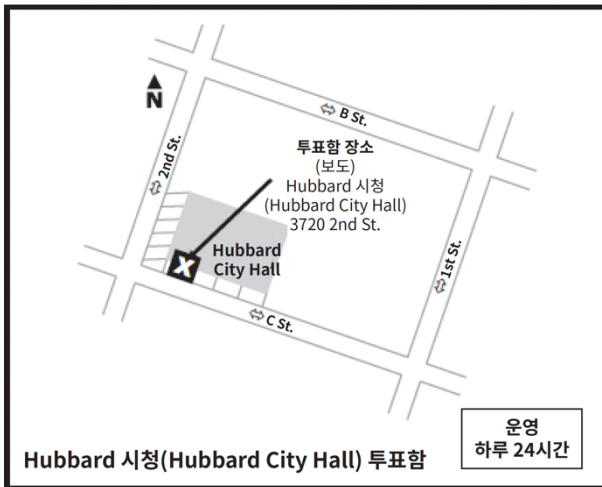 N
B St.
2nd St.
투표함 장소
(보도)
Hubbard 시청
(Hubbard City Hall)
3720 2nd St.
Hubbard
City Hall
X
1st St.
C St.
운영
하루 24시간
Hubbard 시청(Hubbard City Hall) 투표함